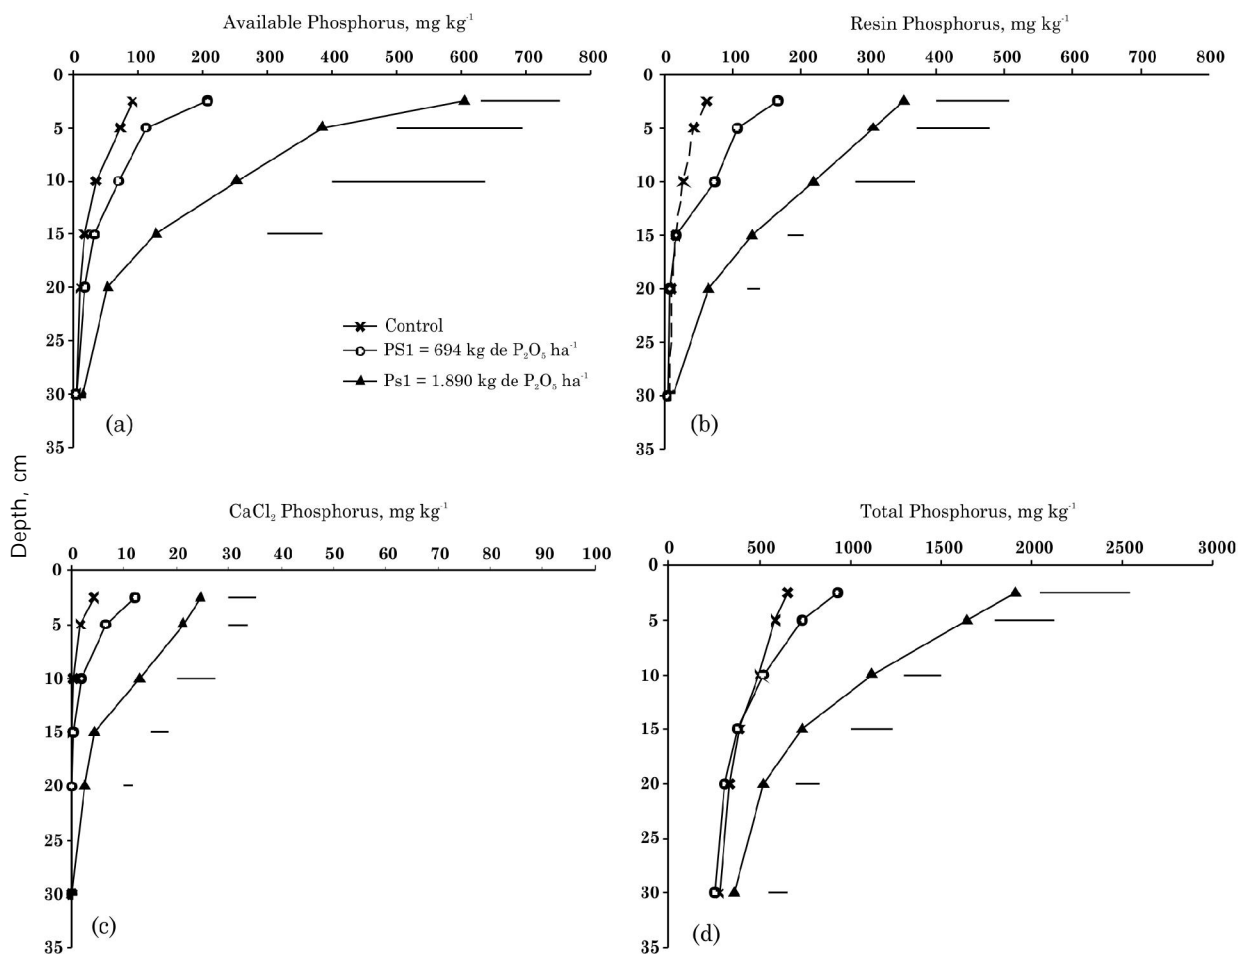 Available Phosphorus, mg kg⁻¹
0 100 200 300 400 500 600 700 800
0
5
10
15
20
25
30
35
Control
PS1 = 694 kg de P₂O₅ ha⁻¹
Ps1 = 1.890 kg de P₂O₅ ha⁻¹
(a)
Resin Phosphorus, mg kg⁻¹
0 100 200 300 400 500 600 700 800
0
5
10
15
20
25
30
35
(b)
Depth, cm
CaCl₂ Phosphorus, mg kg⁻¹
0 10 20 30 40 50 60 70 80 90 100
0
5
10
15
20
25
30
35
(c)
Total Phosphorus, mg kg⁻¹
0 500 1000 1500 2000 2500 3000
0
5
10
15
20
25
30
35
(d)